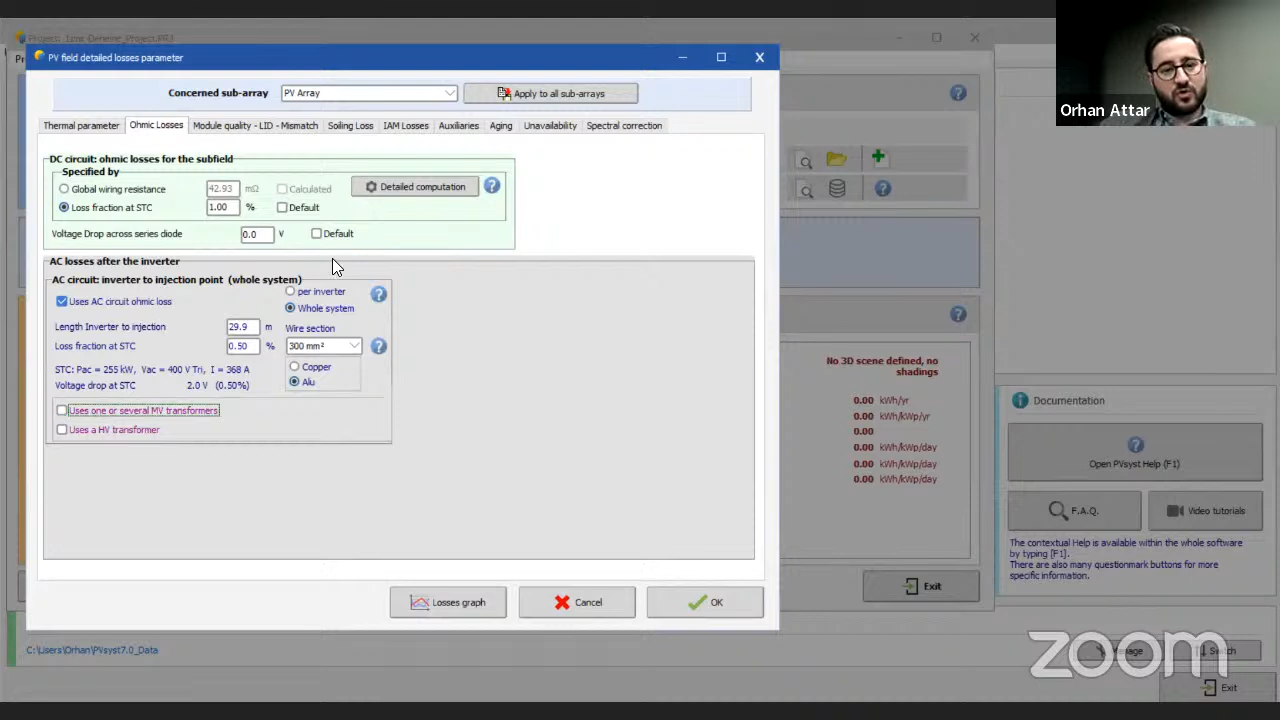 Project: Izmir-Deneme_Project.PRJ
PV field detailed losses parameter
Concerned sub-array
PV Array
Apply to all sub-arrays
Thermal parameter
Ohmic Losses
Module quality - LID - Mismatch
Soiling Loss
IAM Losses
Auxiliaries
Aging
Unavailability
Spectral correction
DC circuit: ohmic losses for the subfield
Specified by
Global wiring resistance
42.93 mΩ
Calculated
Detailed computation
Loss fraction at STC
1.00 %
Default
Voltage Drop across series diode
0.0 V
Default
AC losses after the inverter
AC circuit: inverter to injection point (whole system)
Uses AC circuit ohmic loss
per inverter
Whole system
Length Inverter to injection
29.9 m
Wire section
Loss fraction at STC
0.50 %
300 mm²
STC: Pac = 255 kW, Vac = 400 V Tri, I = 368 A
Copper
Voltage drop at STC 2.0 V (0.50%)
Alu
Uses one or several MV transformers
Uses a HV transformer
Losses graph
Cancel
OK
No 3D scene defined, no
shadings
0.00 kWh/yr
0.00 kWh/kWp/yr
0.00
0.00 kWh/kWp/day
0.00 kWh/kWp/day
0.00 kWh/kWp/day
Exit
Documentation
Open PVsyst Help (F1)
F.A.Q.
Video tutorials
The contextual Help is available within the whole software
by typing [F1].
There are also many questionmark buttons for more
specific information.
C:\Users\Orhan\PVsyst7.0_Data
Manage
Switch
Exit
Orhan Attar
zoom